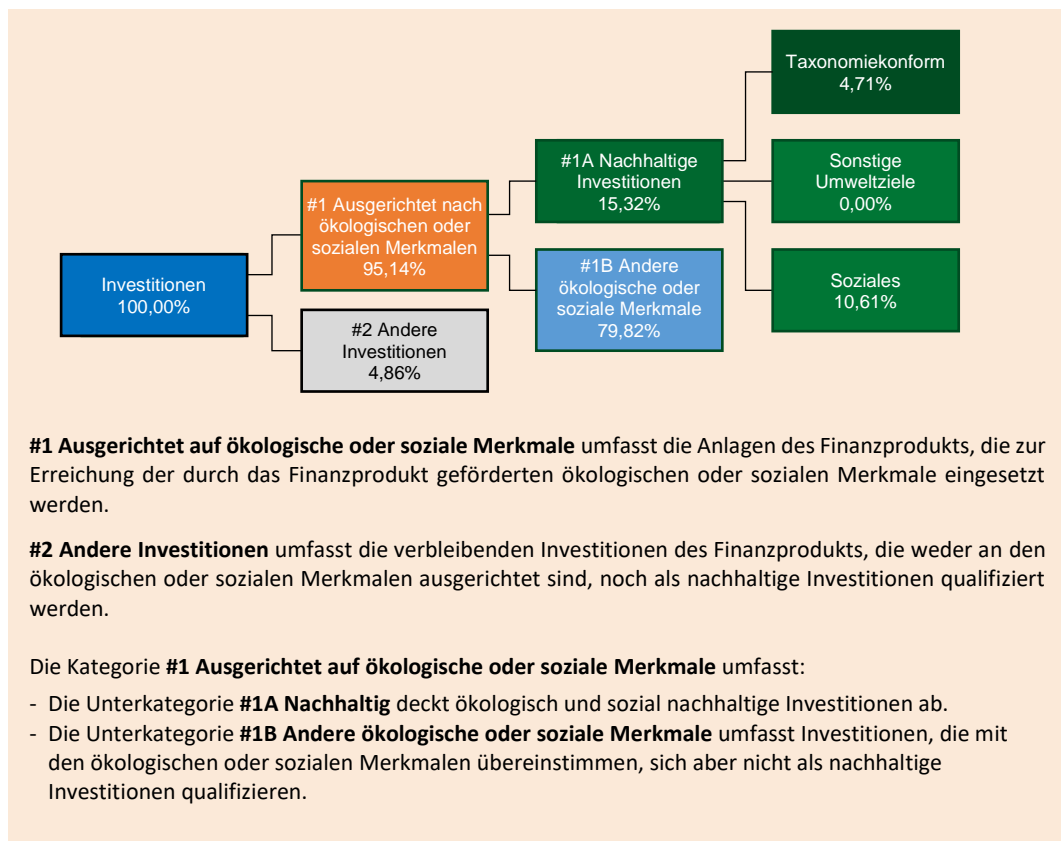 Taxonomiekonform
4,71%
#1A Nachhaltige
Investitionen
15,32%
Sonstige
Umweltziele
0,00%
#1 Ausgerichtet nach
ökologischen oder
sozialen Merkmalen
95,14%
#1B Andere
ökologische oder
soziale Merkmale
79,82%
Soziales
10,61%
Investitionen
100,00%
#2 Andere
Investitionen
4,86%
#1 Ausgerichtet auf ökologische oder soziale Merkmale umfasst die Anlagen des Finanzprodukts, die zur
Erreichung der durch das Finanzprodukt geförderten ökologischen oder sozialen Merkmale eingesetzt
werden.
#2 Andere Investitionen umfasst die verbleibenden Investitionen des Finanzprodukts, die weder an den
ökologischen oder sozialen Merkmalen ausgerichtet sind, noch als nachhaltige Investitionen qualifiziert
werden.
Die Kategorie #1 Ausgerichtet auf ökologische oder soziale Merkmale umfasst:
- Die Unterkategorie #1A Nachhaltig deckt ökologisch und sozial nachhaltige Investitionen ab.
- Die Unterkategorie #1B Andere ökologische oder soziale Merkmale umfasst Investitionen, die mit
den ökologischen oder sozialen Merkmalen übereinstimmen, sich aber nicht als nachhaltige
Investitionen qualifizieren.